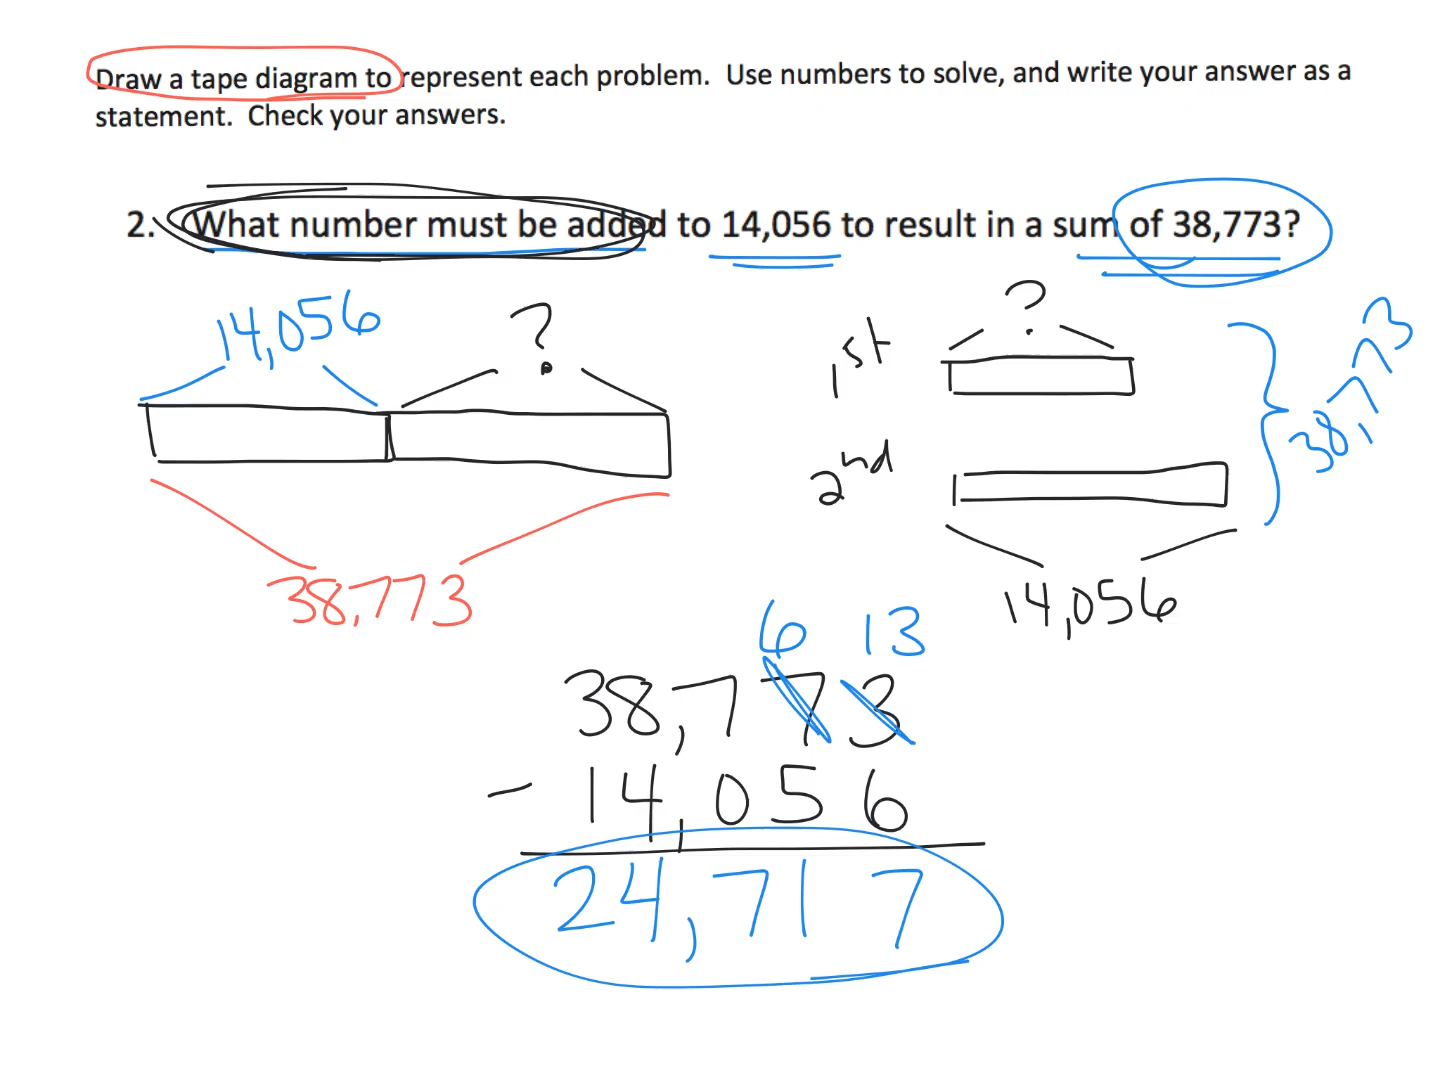 Draw a tape diagram to represent each problem. Use numbers to solve, and write your answer as a
statement. Check your answers.
2. What number must be added to 14,056 to result in a sum of 38,773?
14,056
?
38,773
1st
?
2nd
14,056
38,773
6 13
38,773
- 14,056
24,717